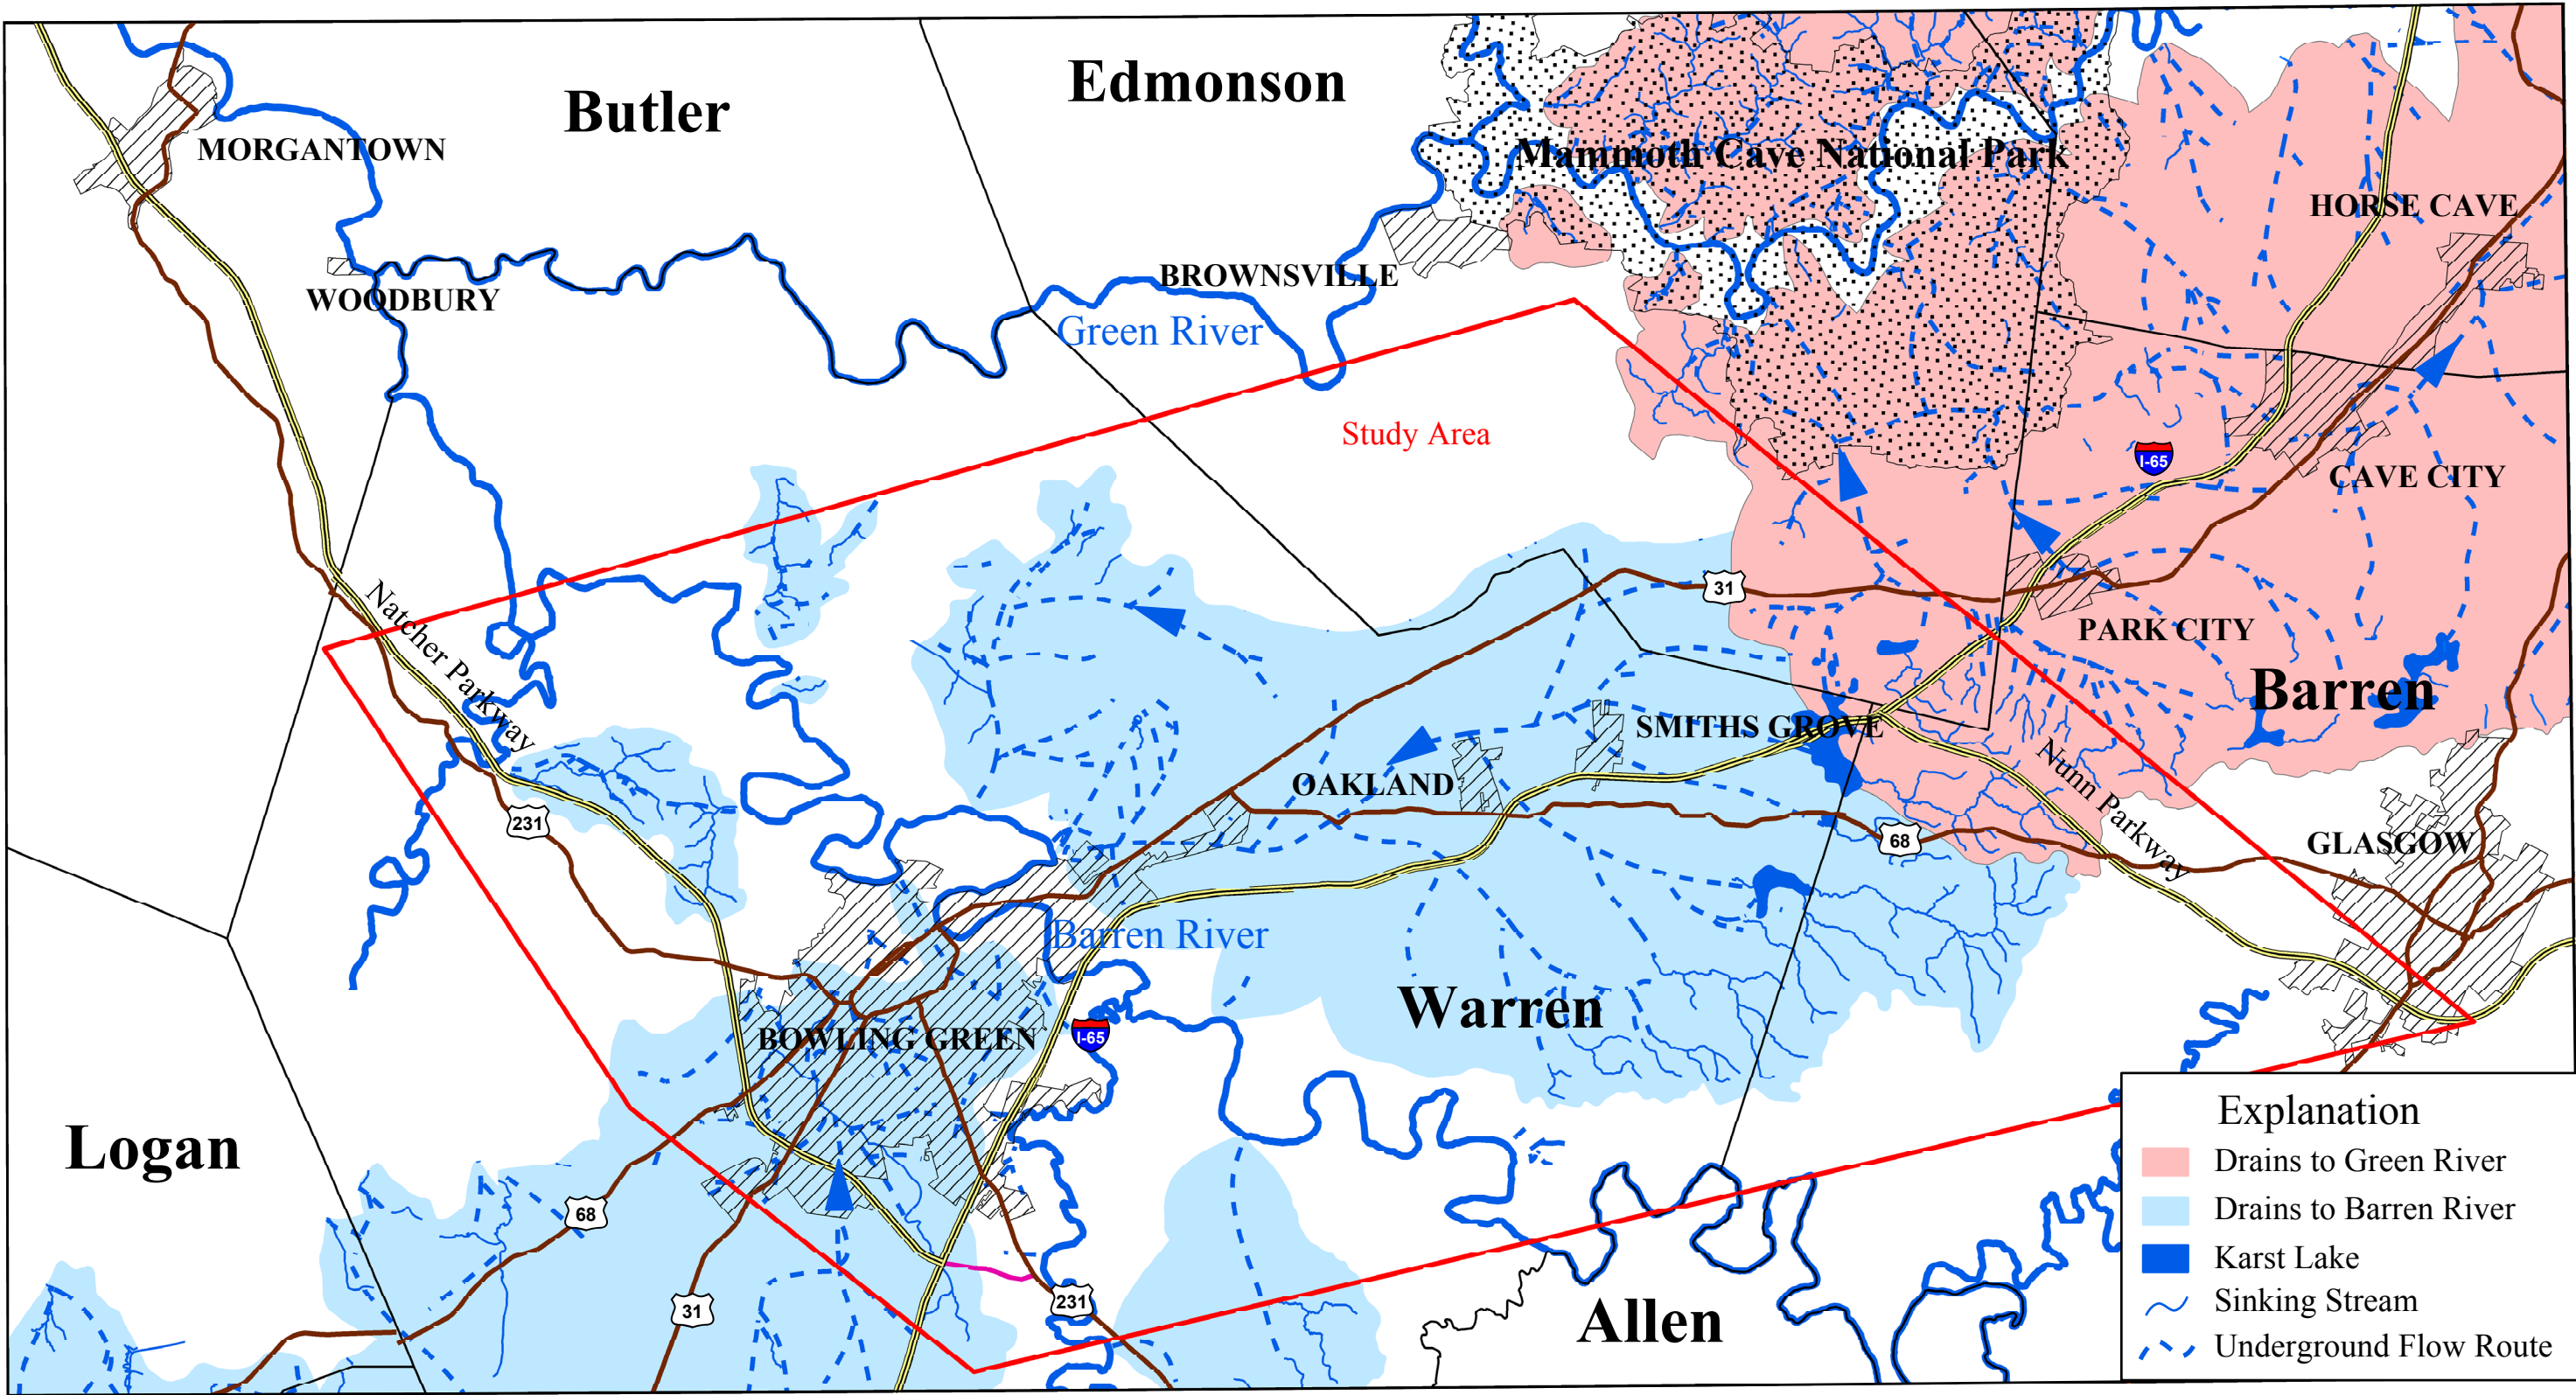 Edmonson
Butler
MORGANTOWN
Mammoth Cave National Park
HORSE CAVE
BROWNSVILLE
WOODBURY
Green River
Study Area
I-65
CAVE CITY
31
Natcher Parkway
PARK CITY
Barren
SMITHS GROVE
OAKLAND
Nunn Parkway
231
68
GLASGOW
Barren River
Warren
BOWLING GREEN
I-65
Logan
68
31
231
Allen
Explanation
Drains to Green River
Drains to Barren River
Karst Lake
Sinking Stream
Underground Flow Route